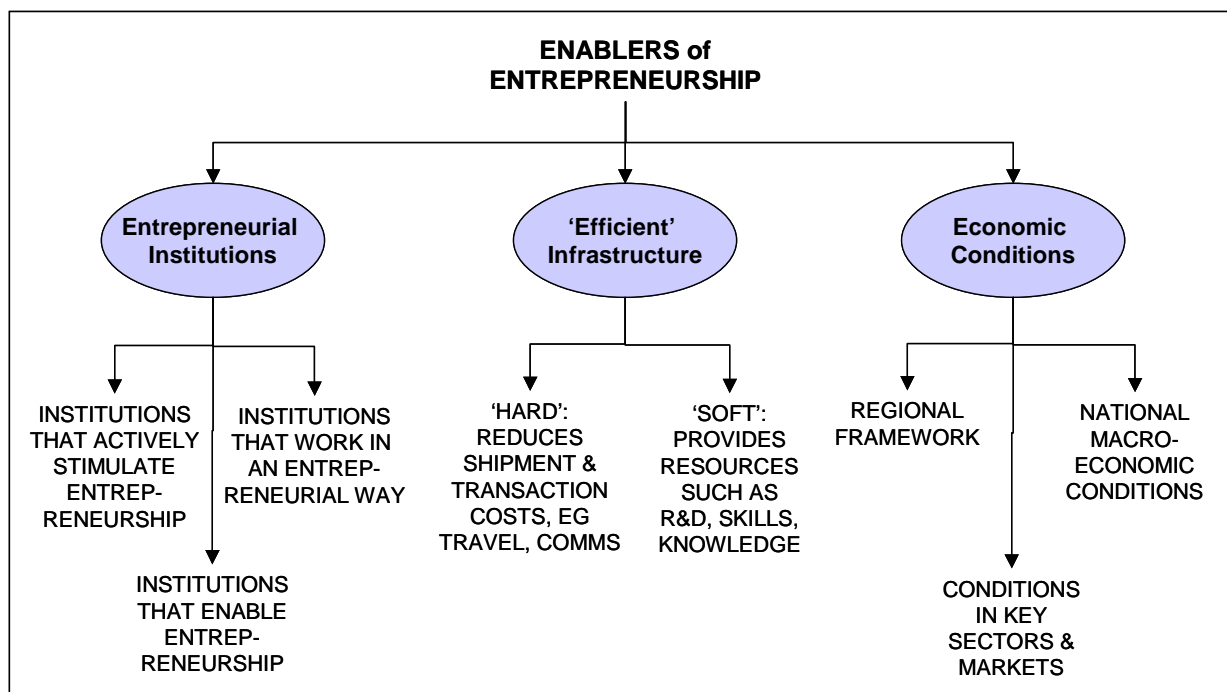 ENABLERS of
ENTREPRENEURSHIP
Entrepreneurial
Institutions
‘Efficient’
Infrastructure
Economic
Conditions
INSTITUTIONS
THAT ACTIVELY
STIMULATE
ENTREP-
RENEURSHIP
INSTITUTIONS
THAT WORK IN
AN ENTREP-
RENEURIAL WAY
INSTITUTIONS
THAT ENABLE
ENTREP-
RENEURSHIP
‘HARD’:
REDUCES
SHIPMENT &
TRANSACTION
COSTS, EG
TRAVEL, COMMS
‘SOFT’:
PROVIDES
RESOURCES
SUCH AS
R&D, SKILLS,
KNOWLEDGE
REGIONAL
FRAMEWORK
NATIONAL
MACRO-
ECONOMIC
CONDITIONS
CONDITIONS
IN KEY
SECTORS &
MARKETS